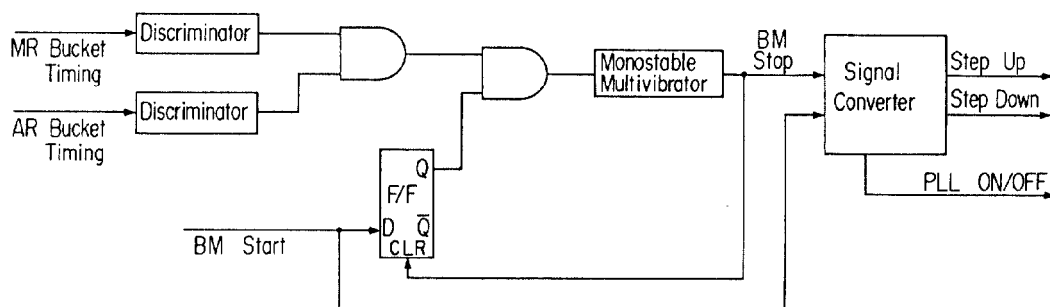 MR Bucket
Timing
Discriminator
AR Bucket
Timing
Discriminator
Monostable
Multivibrator
BM
Stop
Signal
Converter
Step Up
Step Down
PLL ON/OFF
Q
F/F
D Q̅
CLR
BM Start